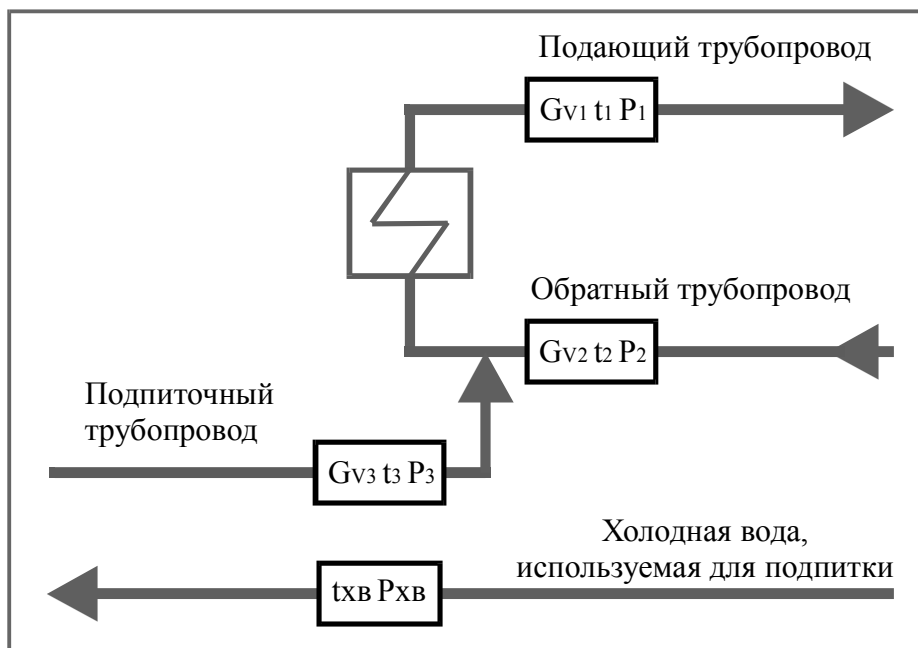 Подающий трубопровод
GV1 t1 P1
Обратный трубопровод
GV2 t2 P2
Подпиточный
трубопровод
GV3 t3 P3
Холодная вода,
используемая для подпитки
tхв Pхв